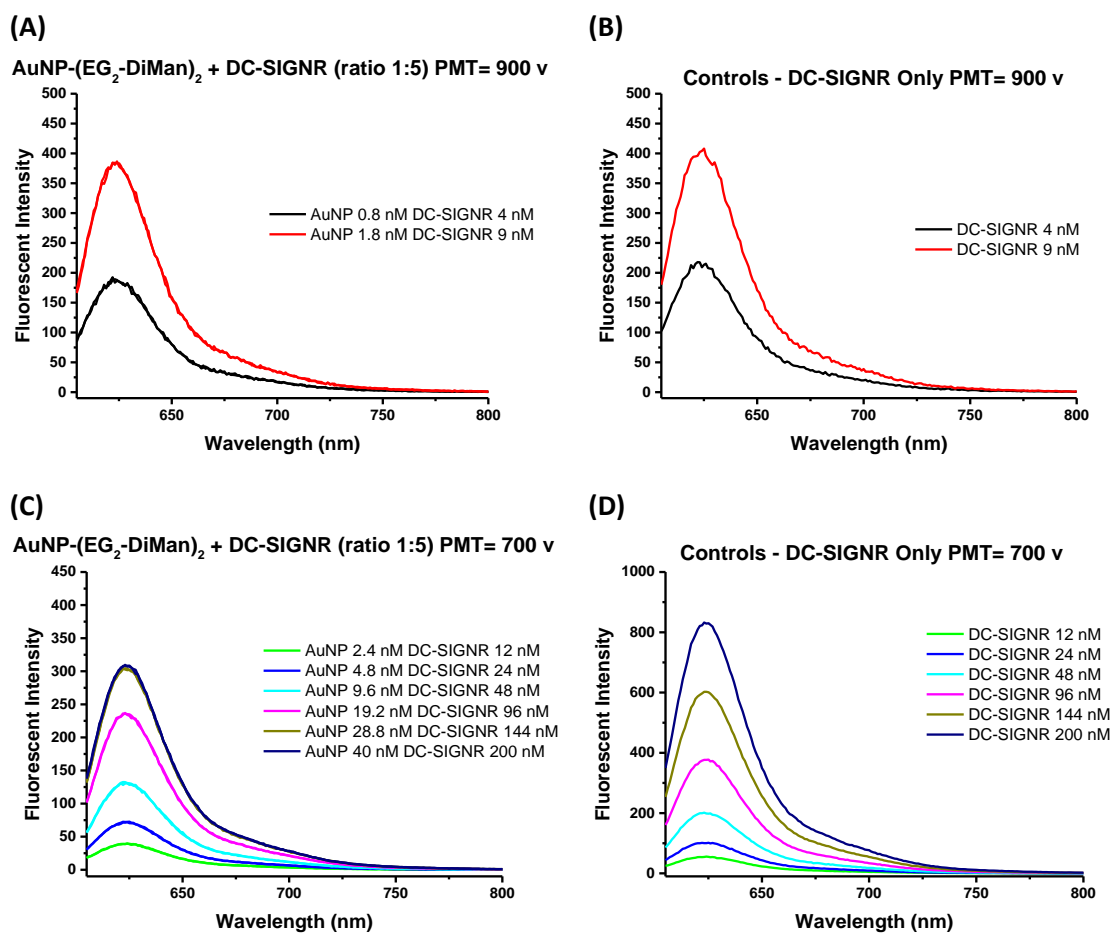 (A)
AuNP-(EG₂-DiMan)₂ + DC-SIGNR (ratio 1:5) PMT= 900 v
500
450
400
350
300
250
200
150
100
50
0
Fluorescent Intensity
AuNP 0.8 nM DC-SIGNR 4 nM
AuNP 1.8 nM DC-SIGNR 9 nM
650 700 750 800
Wavelength (nm)
(B)
Controls - DC-SIGNR Only PMT= 900 v
500
450
400
350
300
250
200
150
100
50
0
Fluorescent Intensity
DC-SIGNR 4 nM
DC-SIGNR 9 nM
650 700 750 800
Wavelength (nm)
(C)
AuNP-(EG₂-DiMan)₂ + DC-SIGNR (ratio 1:5) PMT= 700 v
450
400
350
300
250
200
150
100
50
0
Fluorescent Intensity
AuNP 2.4 nM DC-SIGNR 12 nM
AuNP 4.8 nM DC-SIGNR 24 nM
AuNP 9.6 nM DC-SIGNR 48 nM
AuNP 19.2 nM DC-SIGNR 96 nM
AuNP 28.8 nM DC-SIGNR 144 nM
AuNP 40 nM DC-SIGNR 200 nM
650 700 750 800
Wavelength (nm)
(D)
Controls - DC-SIGNR Only PMT= 700 v
1000
800
600
400
200
0
Fluorescent Intensity
DC-SIGNR 12 nM
DC-SIGNR 24 nM
DC-SIGNR 48 nM
DC-SIGNR 96 nM
DC-SIGNR 144 nM
DC-SIGNR 200 nM
650 700 750 800
Wavelength (nm)